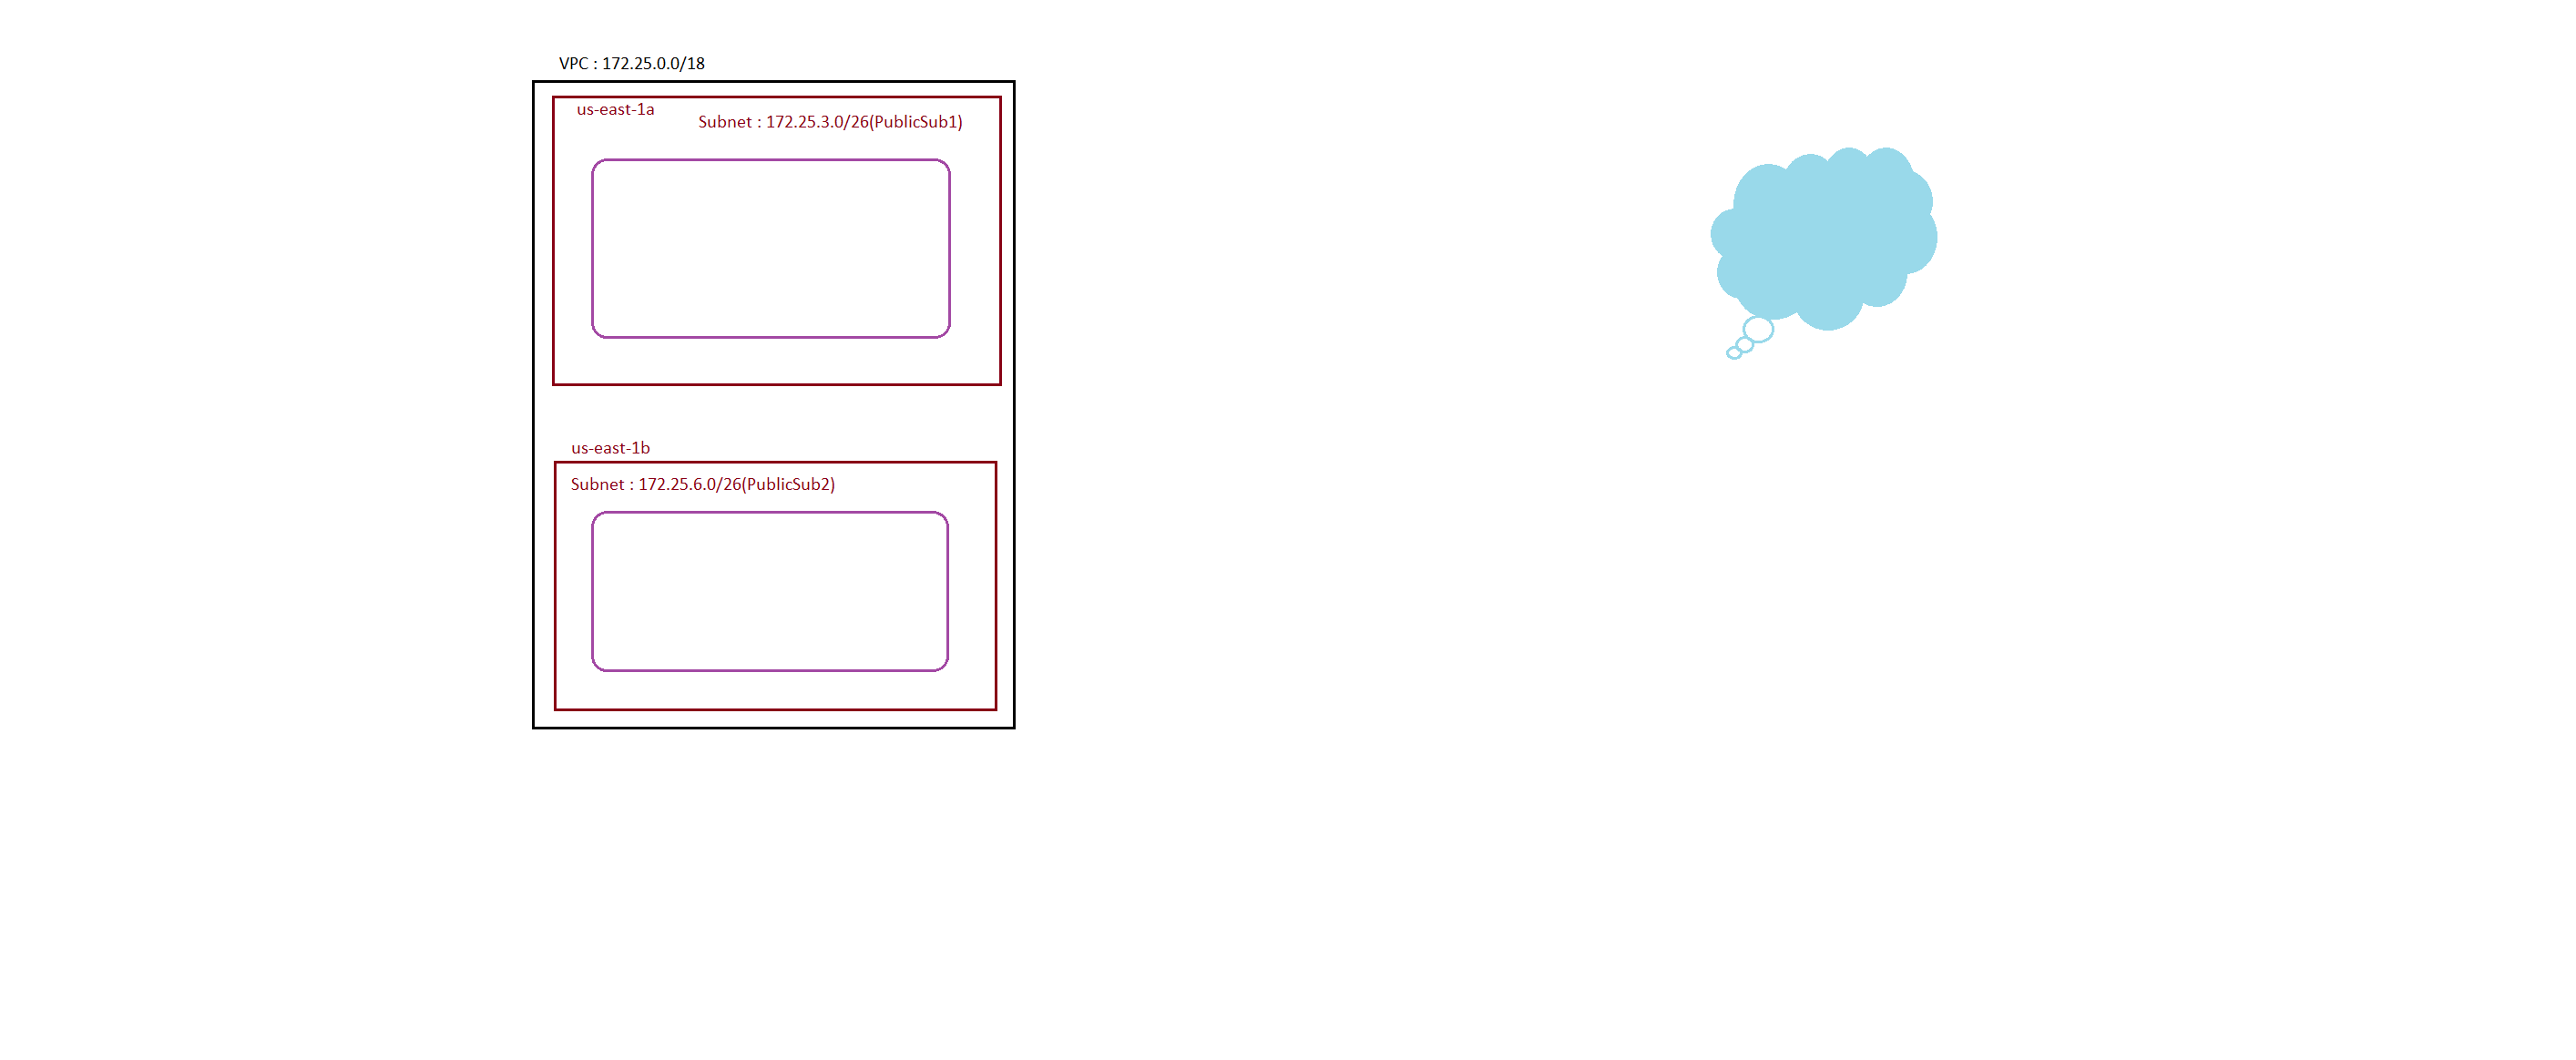 VPC : 172.25.0.0/18
us-east-1a
Subnet : 172.25.3.0/26(PublicSub1)
us-east-1b
Subnet : 172.25.6.0/26(PublicSub2)